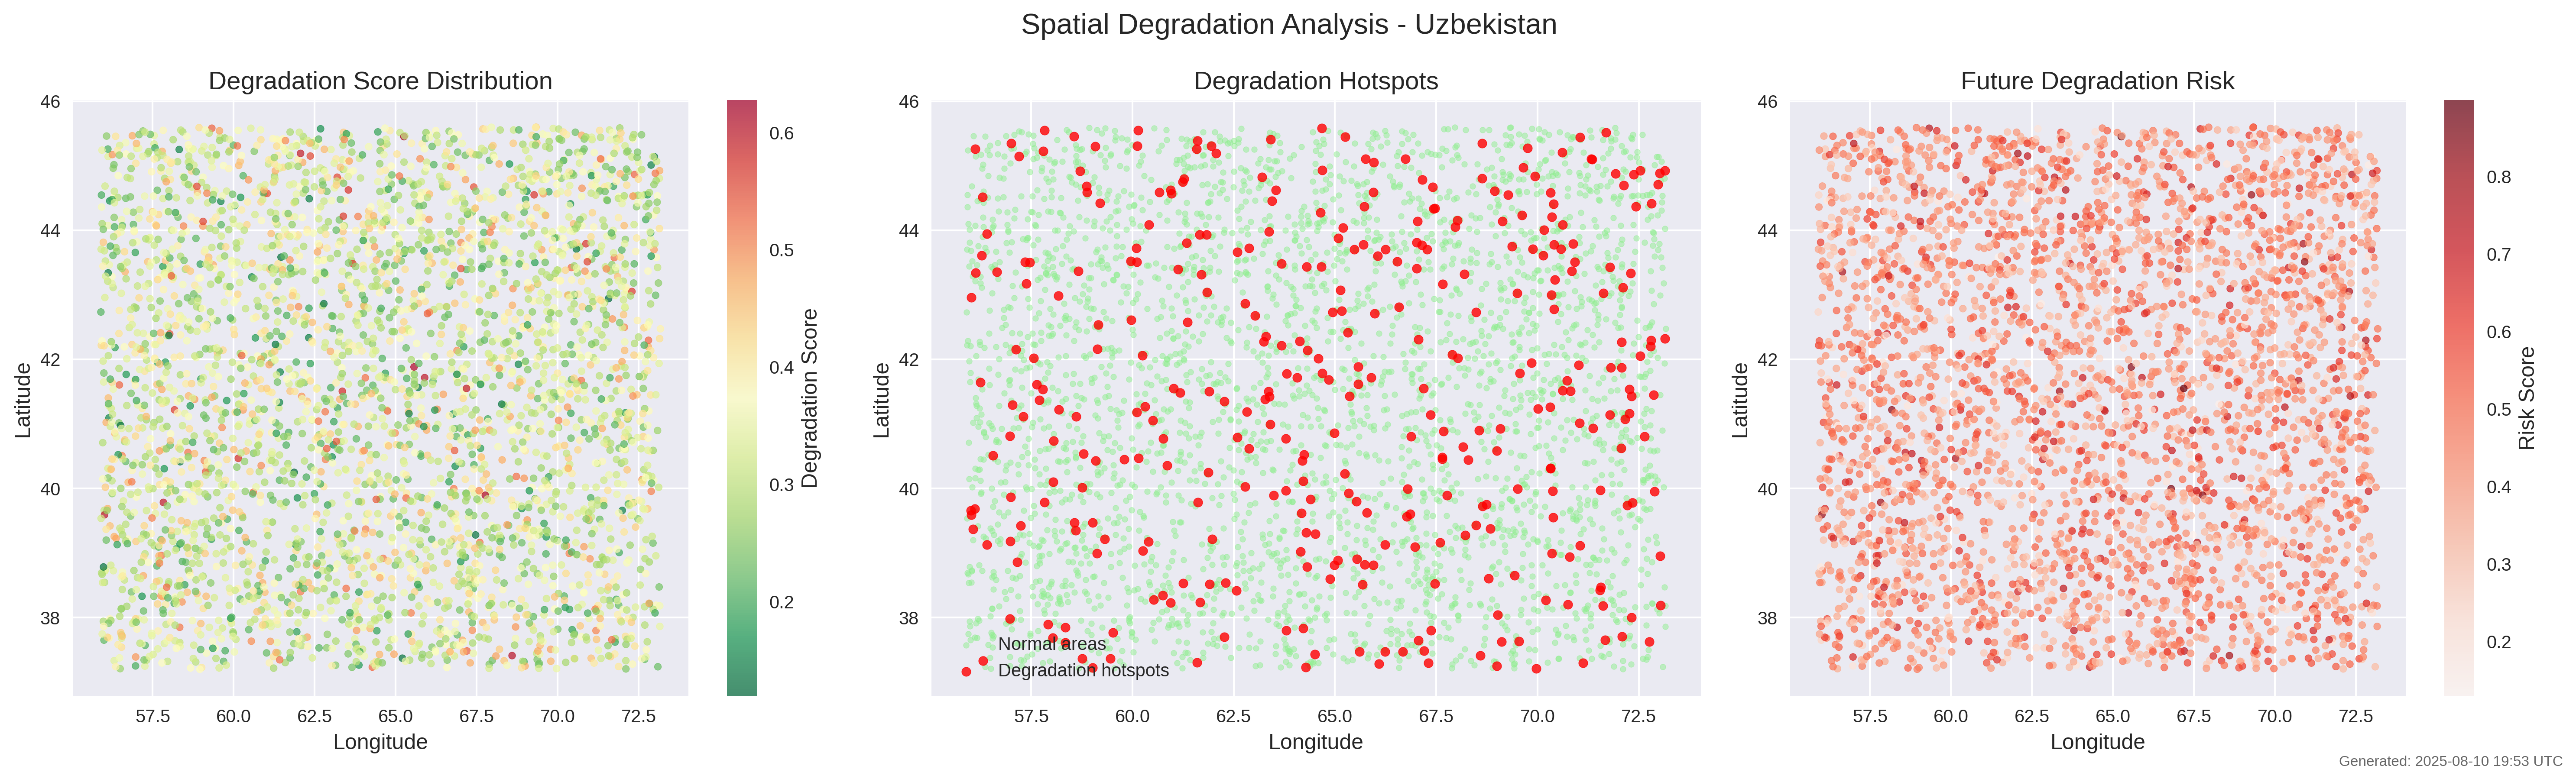 Spatial Degradation Analysis - Uzbekistan
Degradation Score Distribution
46
44
42
40
38
Latitude
57.5 60.0 62.5 65.0 67.5 70.0 72.5
Longitude
0.6
0.5
0.4
0.3
0.2
Degradation Score
Degradation Hotspots
46
44
42
40
38
Latitude
Normal areas
Degradation hotspots
57.5 60.0 62.5 65.0 67.5 70.0 72.5
Longitude
Future Degradation Risk
46
44
42
40
38
Latitude
57.5 60.0 62.5 65.0 67.5 70.0 72.5
Longitude
0.8
0.7
0.6
0.5
0.4
0.3
0.2
Risk Score
Generated: 2025-08-10 19:53 UTC